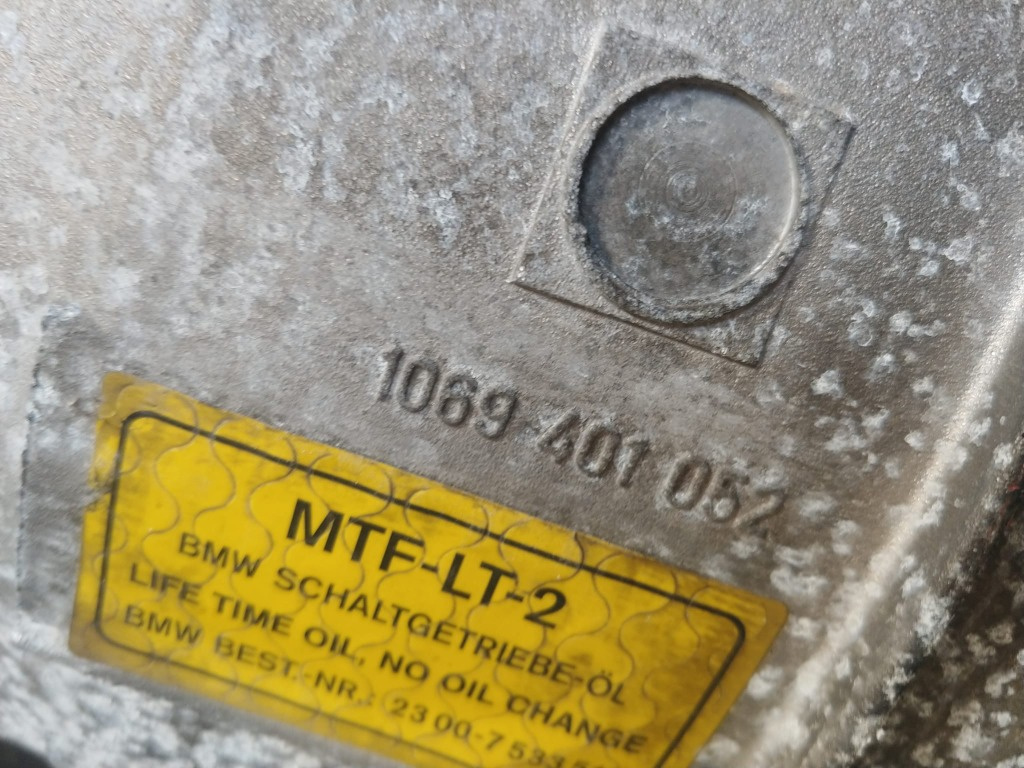 1069 401 052
MTF-LT-2
BMW SCHALTGETRIEBE-ÖL
LIFE TIME OIL, NO OIL CHANGE
BMW BEST.-NR.: 23 00-7 533